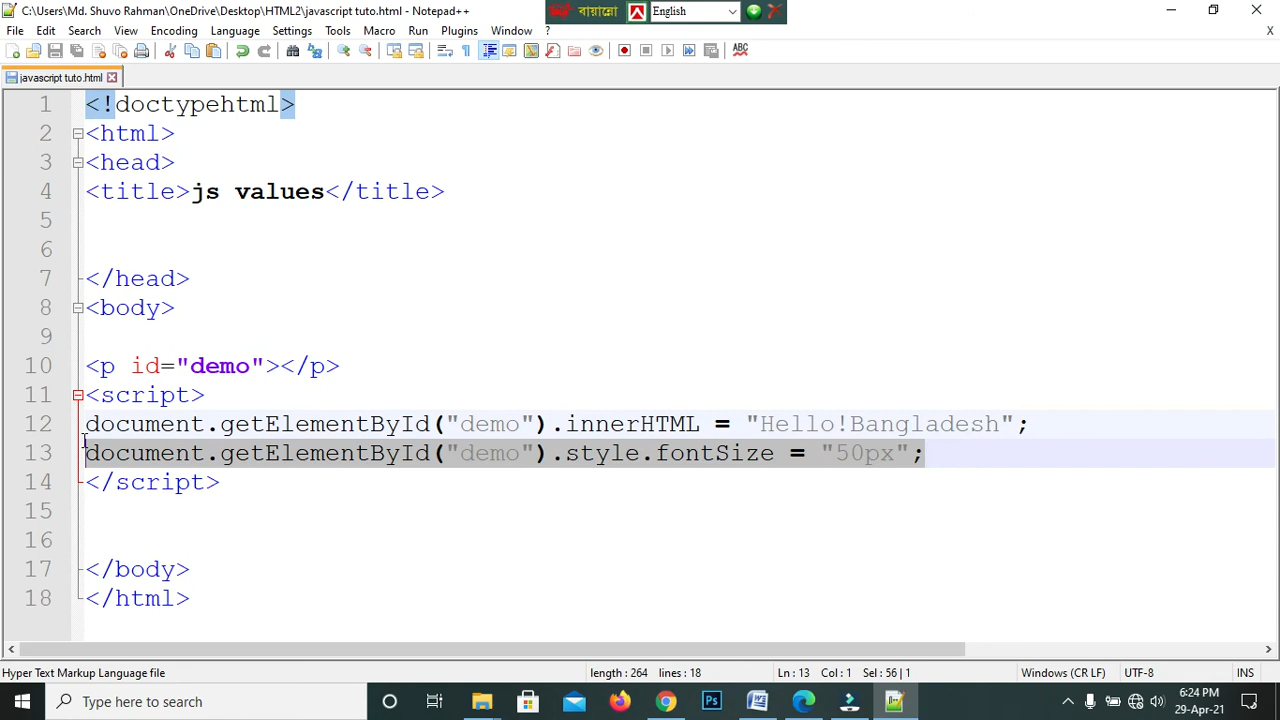 C:\Users\Md. Shuvo Rahman\OneDrive\Desktop\HTML2\javascript tuto.html - Notepad++
বায়ান্নো
English
File Edit Search View Encoding Language Settings Tools Macro Run Plugins Window ?
X
ABC
javascript tuto.html
1 <!doctypehtml>
2 <html>
3 <head>
4 <title>js values</title>
5
6
7 </head>
8 <body>
9
10 <p id="demo"></p>
11 <script>
12 document.getElementById("demo").innerHTML = "Hello!Bangladesh";
13 document.getElementById("demo").style.fontSize = "50px";
14 </script>
15
16
17 </body>
18 </html>
Hyper Text Markup Language file length : 264 lines : 18 Ln : 13 Col : 1 Sel : 56 | 1 Windows (CR LF) UTF-8 INS
Type here to search
Ps
6:24 PM
29-Apr-21